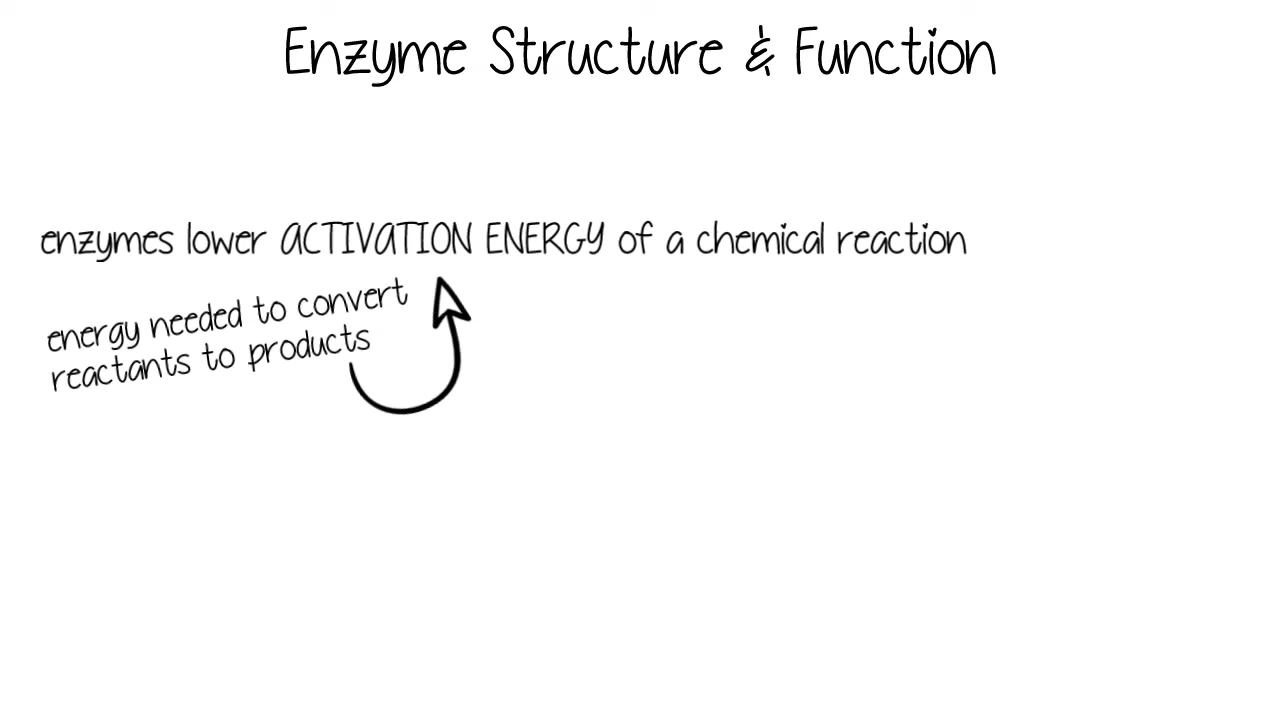 Enzyme Structure & Function
enzymes lower ACTIVATION ENERGY of a chemical reaction
energy needed to convert
reactants to products